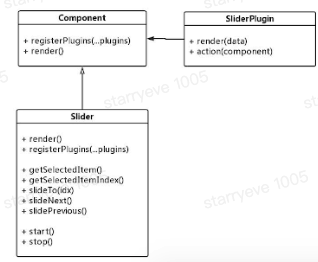 Component
+ registerPlugins(...plugins)
+ render()
SliderPlugin
+ render(data)
+ action(component)
Slider
+ render()
+ registerPlugins(...plugins)
+ getSelectedItem()
+ getSelectedItemIndex()
+ slideTo(idx)
+ slideNext()
+ slidePrevious()
+ start()
+ stop()
starryeve 1005
starryeve 1005